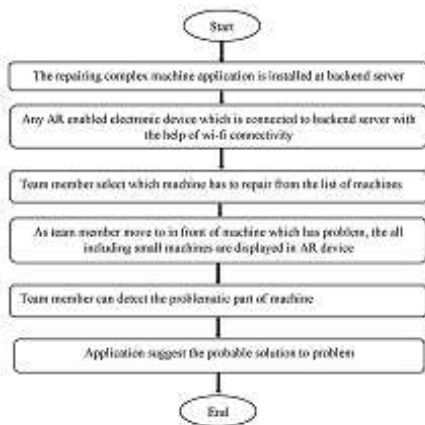 Start
The repairing complex machine application is installed at backend server
Any AR enabled electronic device which is connected to backend server with
the help of wi-fi connectivity
Team member select which machine has to repair from the list of machines
As team member move to in front of machine which has problem, the all
including small machines are displayed in AR device
Team member can detect the problematic part of machine
Application suggest the probable solution to problem
End